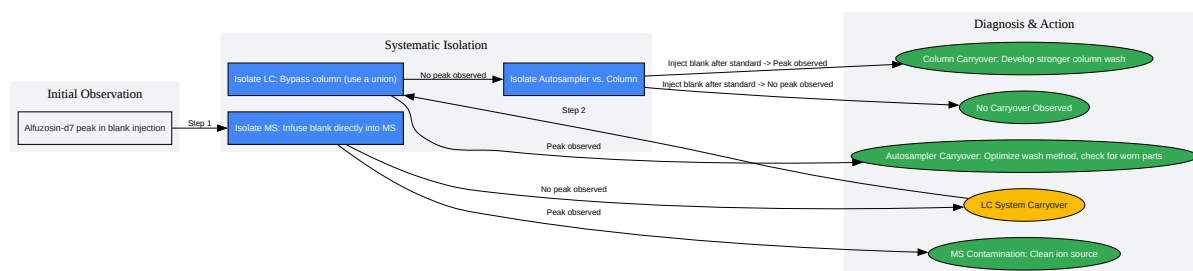 Diagnosis & Action
Systematic Isolation
Initial Observation
Alfuzosin-d7 peak in blank injection
Step 1
Isolate LC: Bypass column (use a union)
Isolate MS: Infuse blank directly into MS
No peak observed
Isolate Autosampler vs. Column
Inject blank after standard -> Peak observed
Inject blank after standard -> No peak observed
Step 2
Peak observed
No peak observed
Peak observed
Column Carryover: Develop stronger column wash
No Carryover Observed
Autosampler Carryover: Optimize wash method, check for worn parts
LC System Carryover
MS Contamination: Clean ion source